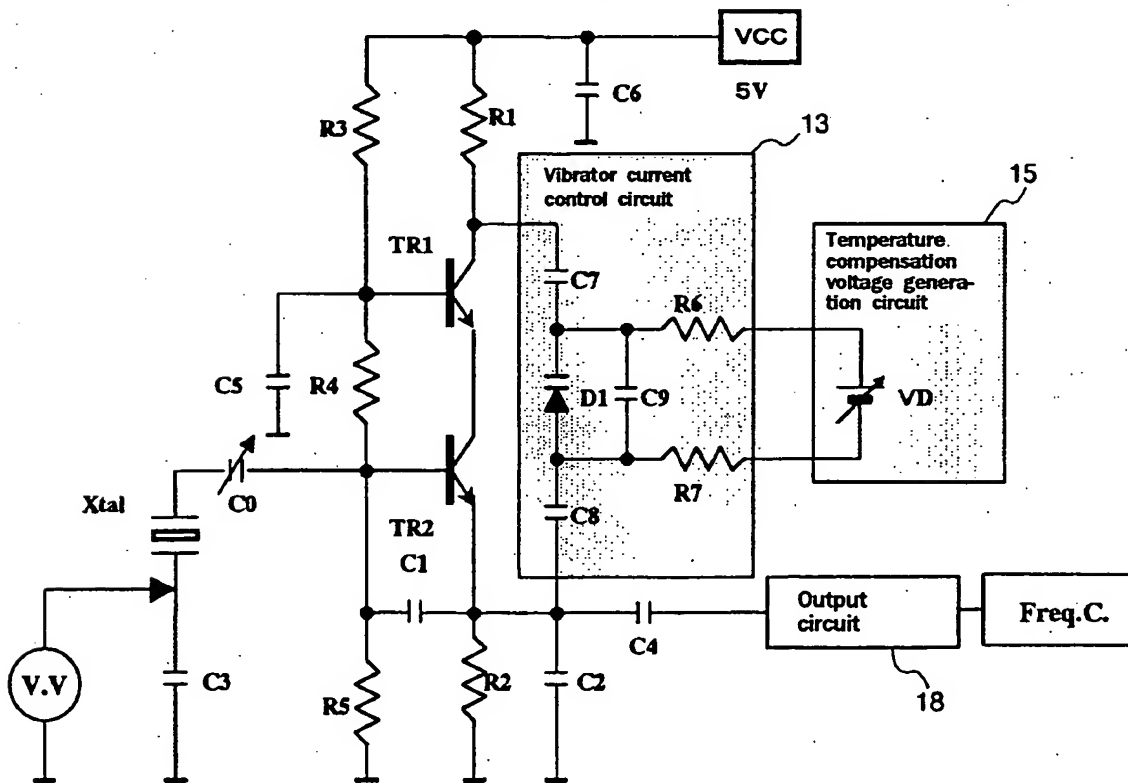 VCC
5V
C6
R3
R1
13
Vibrator current
control circuit
15
Temperature
compensation
voltage genera-
tion circuit
TR1
C7
R6
C5
R4
D1
C9
VD
R7
Xtal
C0
TR2
C8
C1
Output
circuit
Freq.C.
C4
V.V
C3
R5
R2
C2
18